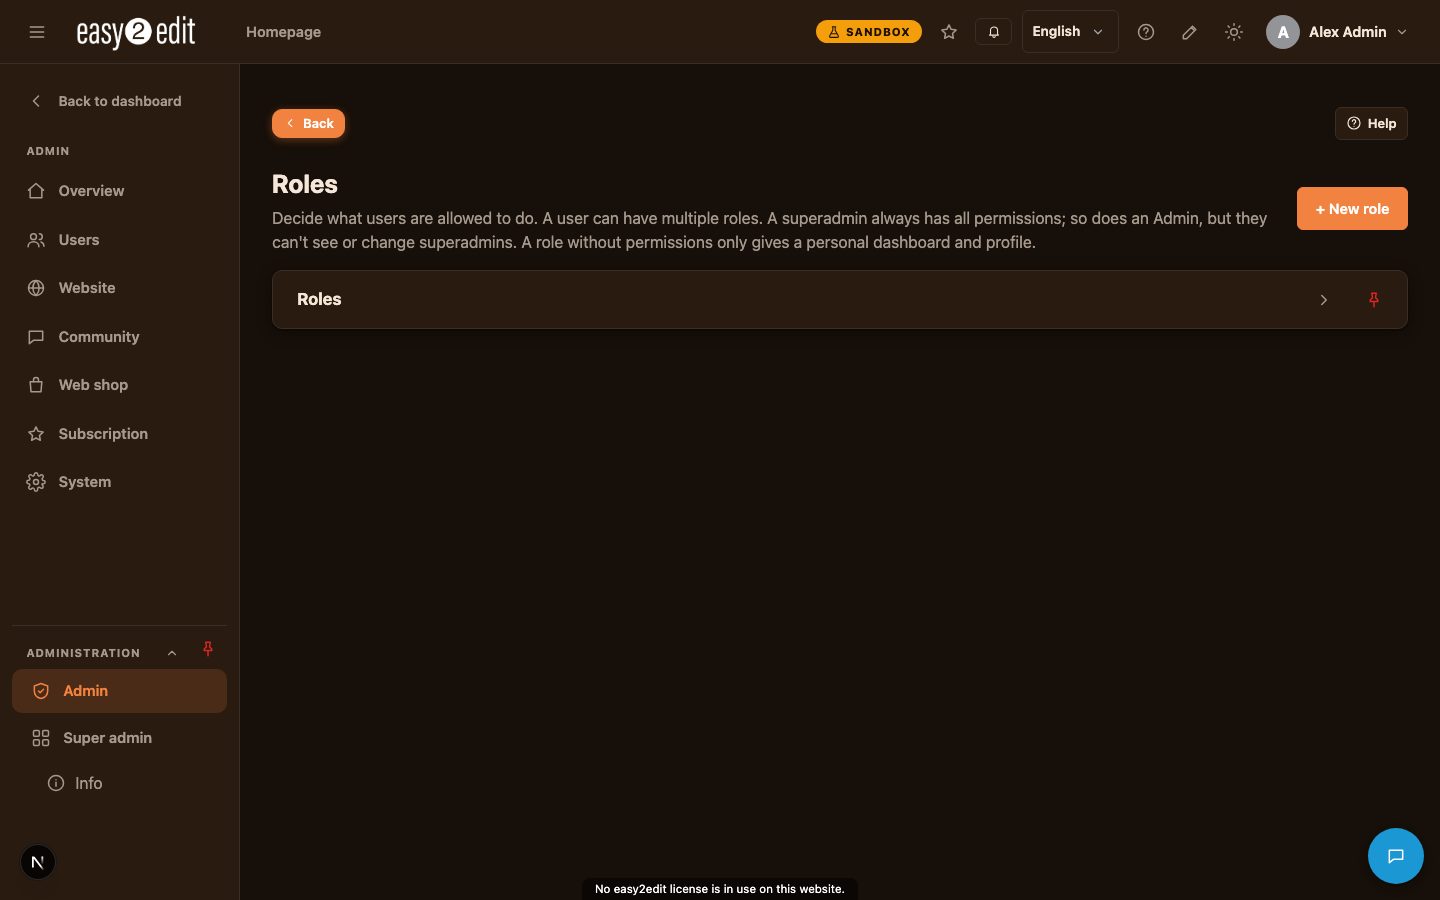 easy2edit
Homepage
SANDBOX
English
A
Alex Admin
Back to dashboard
ADMIN
Overview
Users
Website
Community
Web shop
Subscription
System
ADMINISTRATION
Admin
Super admin
Info
N
Back
Help
Roles
Decide what users are allowed to do. A user can have multiple roles. A superadmin always has all permissions; so does an Admin, but they
can't see or change superadmins. A role without permissions only gives a personal dashboard and profile.
+ New role
Roles
No easy2edit license is in use on this website.